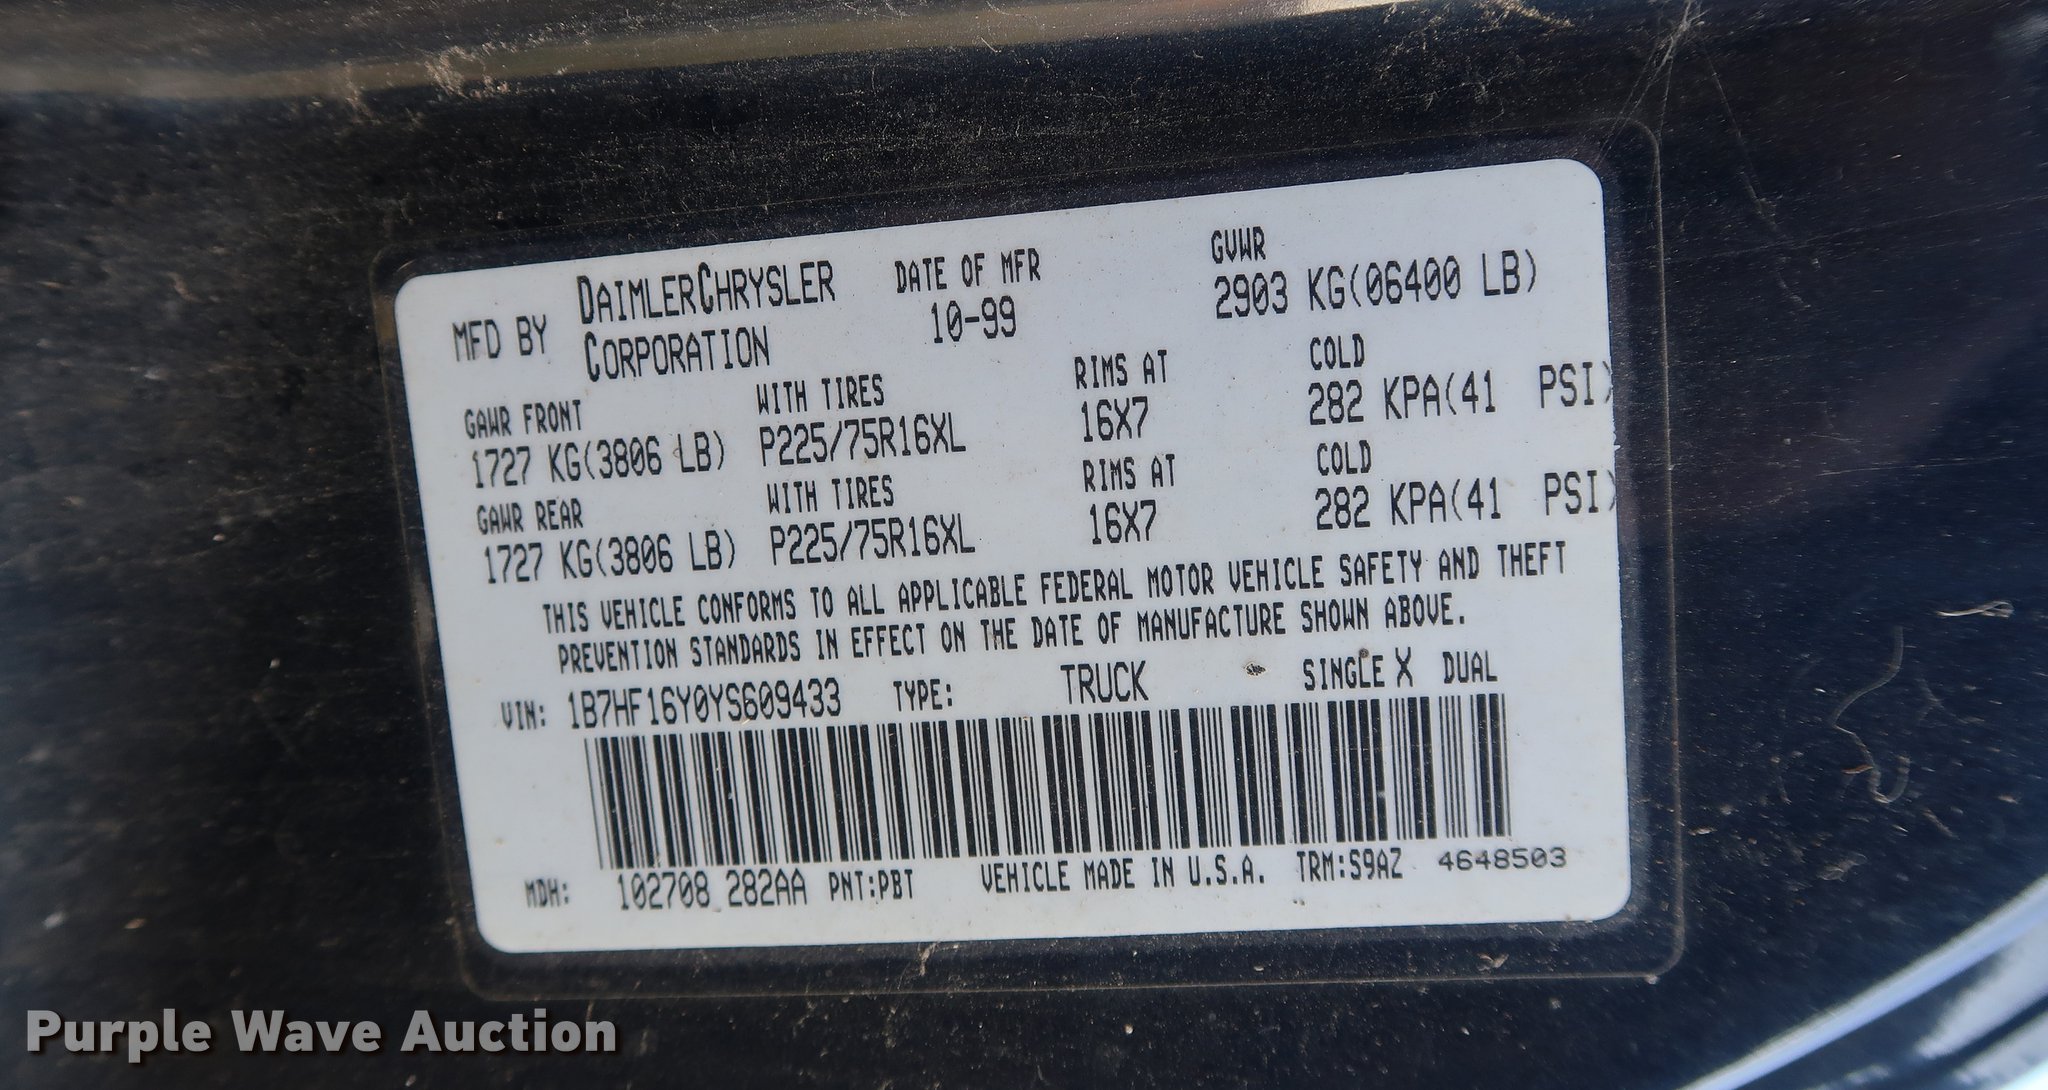 MFD BY DAIMLERCHRYSLER CORPORATION
DATE OF MFR 10-99
GVWR 2903 KG(06400 LB)
GAWR FRONT WITH TIRES RIMS AT COLD
1727 KG(3806 LB) P225/75R16XL 16X7 282 KPA(41 PSI)
GAWR REAR WITH TIRES RIMS AT COLD
1727 KG(3806 LB) P225/75R16XL 16X7 282 KPA(41 PSI)
THIS VEHICLE CONFORMS TO ALL APPLICABLE FEDERAL MOTOR VEHICLE SAFETY AND THEFT
PREVENTION STANDARDS IN EFFECT ON THE DATE OF MANUFACTURE SHOWN ABOVE.
VIN: 1B7HF16Y0YS609433 TYPE: TRUCK SINGLE X DUAL
MDH: 102708 282AA PNT:PBT VEHICLE MADE IN U.S.A. TRM:S9AZ 4648503
Purple Wave Auction